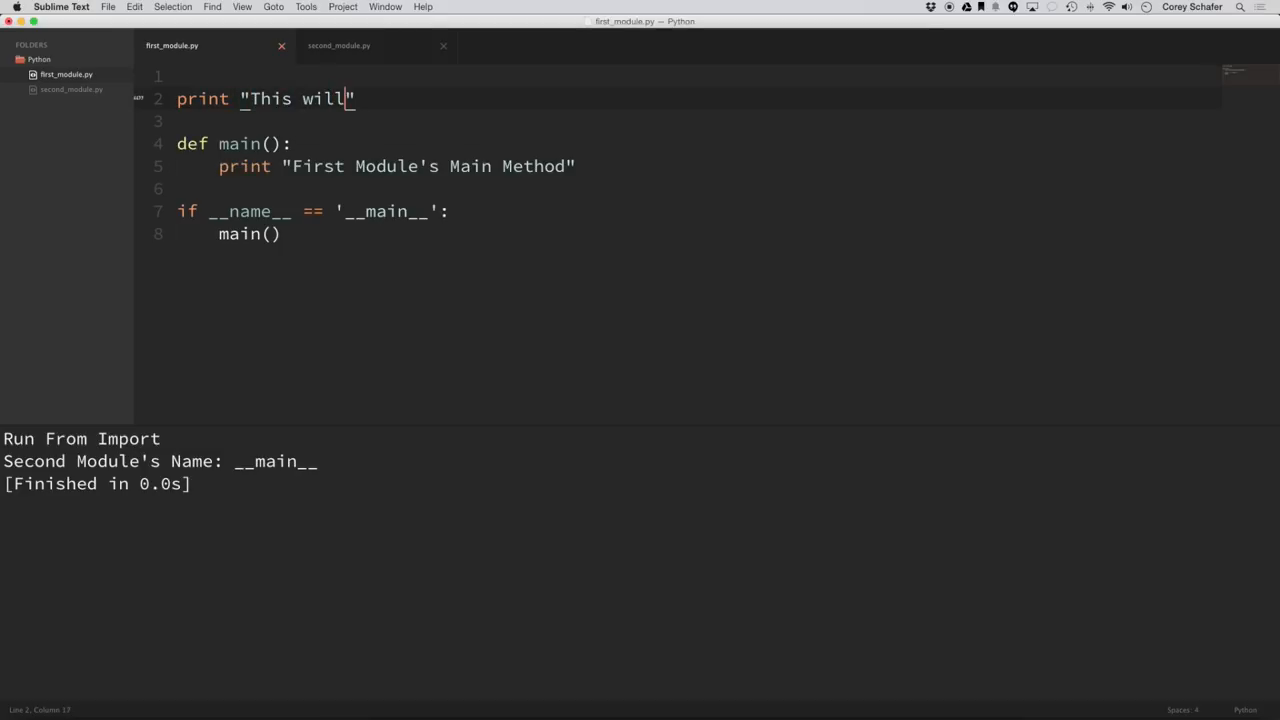 Sublime Text File Edit Selection Find View Goto Tools Project Window Help Corey Schafer
first_module.py — Python
FOLDERS
Python
first_module.py
second_module.py
first_module.py second_module.py
1
2 print "This will"
3
4 def main():
5 print "First Module's Main Method"
6
7 if __name__ == '__main__':
8 main()
Run From Import
Second Module's Name: __main__
[Finished in 0.0s]
Line 2, Column 17 Spaces: 4 Python